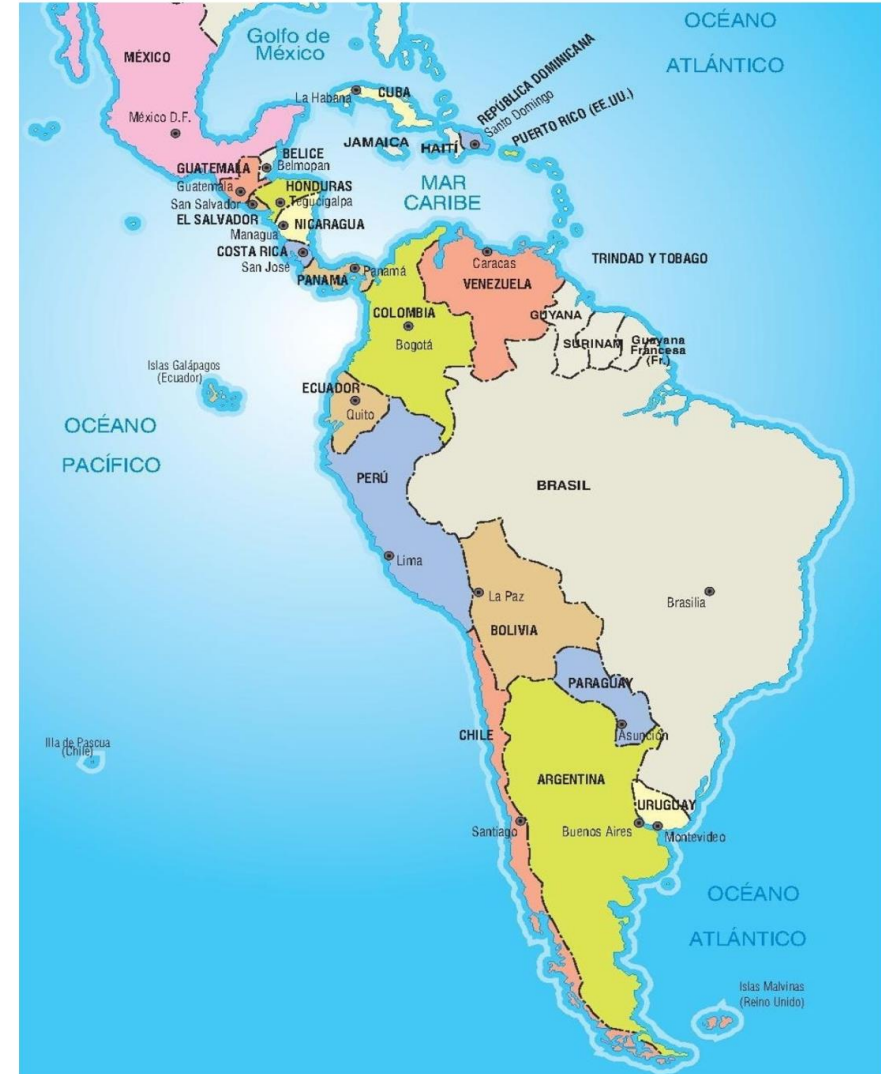 OCÉANO
ATLÁNTICO
Golfo de
México
MÉXICO
México D.F.
La Habana
CUBA
REPÚBLICA DOMINICANA
Santo Domingo
PUERTO RICO (EE.UU.)
JAMAICA
HAITÍ
BELICE
Belmopan
GUATEMALA
Guatemala
HONDURAS
Tegucigalpa
San Salvador
EL SALVADOR
NICARAGUA
Managua
MAR
CARIBE
COSTA RICA
San José
PANAMÁ
Panamá
Caracas
VENEZUELA
TRINDAD Y TOBAGO
COLOMBIA
Bogotá
GUYANA
SURINAM
Guayana
Francesa
(Fr.)
Islas Galápagos
(Ecuador)
ECUADOR
Quito
OCÉANO
PACÍFICO
PERÚ
BRASIL
Lima
La Paz
Brasilia
BOLIVIA
PARAGUAY
Asunción
Illa de Pascua
(Chile)
CHILE
ARGENTINA
URUGUAY
Santiago
Buenos Aires
Montevideo
OCÉANO
ATLÁNTICO
Islas Malvinas
(Reino Unido)